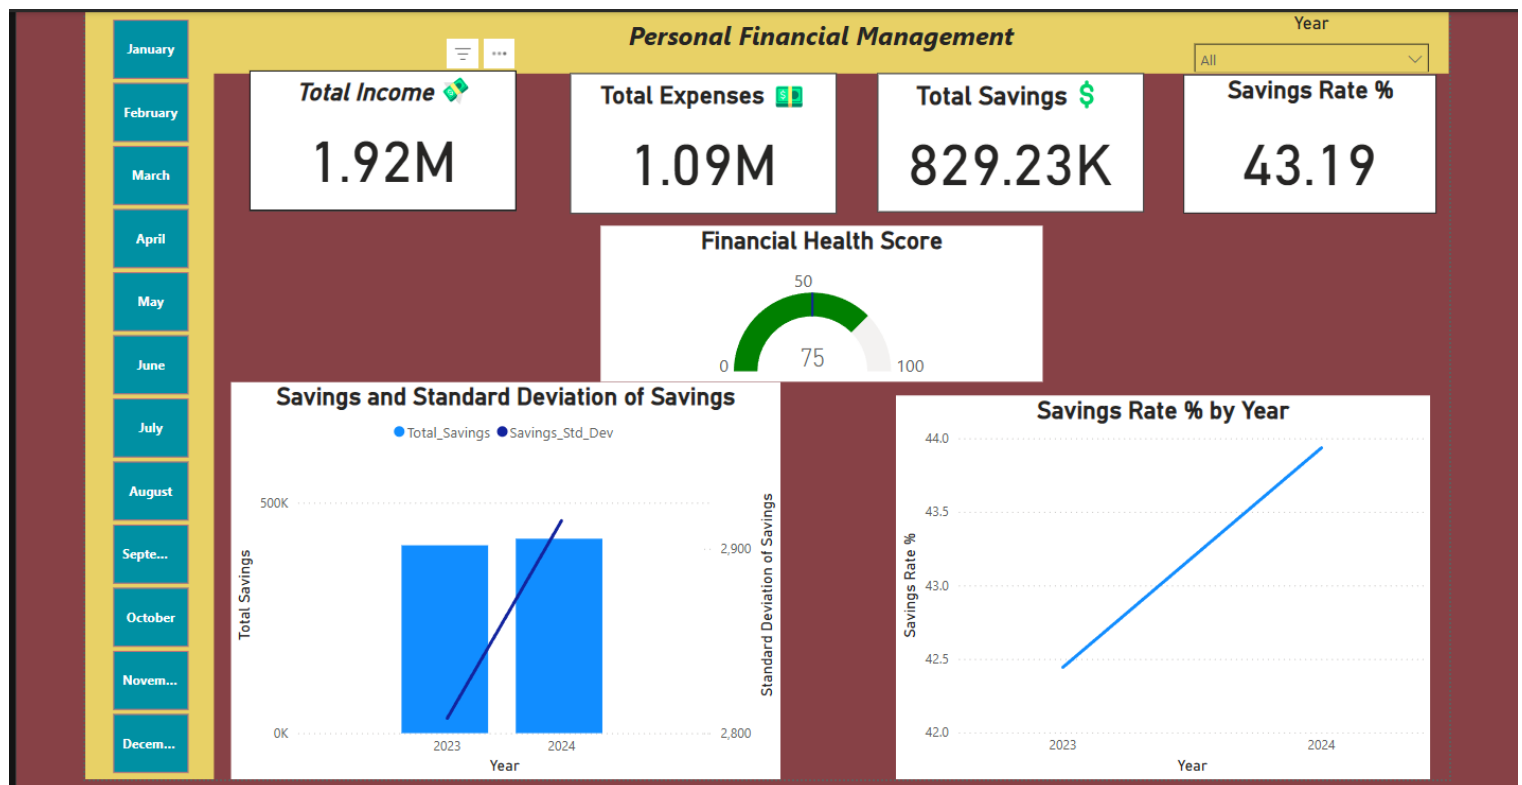 January
February
March
April
May
June
July
August
Septe...
October
Novem...
Decem...
Personal Financial Management
Year
All
Total Income
1.92M
Total Expenses
1.09M
Total Savings $
829.23K
Savings Rate %
43.19
Financial Health Score
50
0
75
100
Savings and Standard Deviation of Savings
Total_Savings Savings_Std_Dev
500K
0K
Total Savings
2,900
2,800
Standard Deviation of Savings
2023 2024
Year
Savings Rate % by Year
44.0
43.5
43.0
42.5
42.0
Savings Rate %
2023 2024
Year